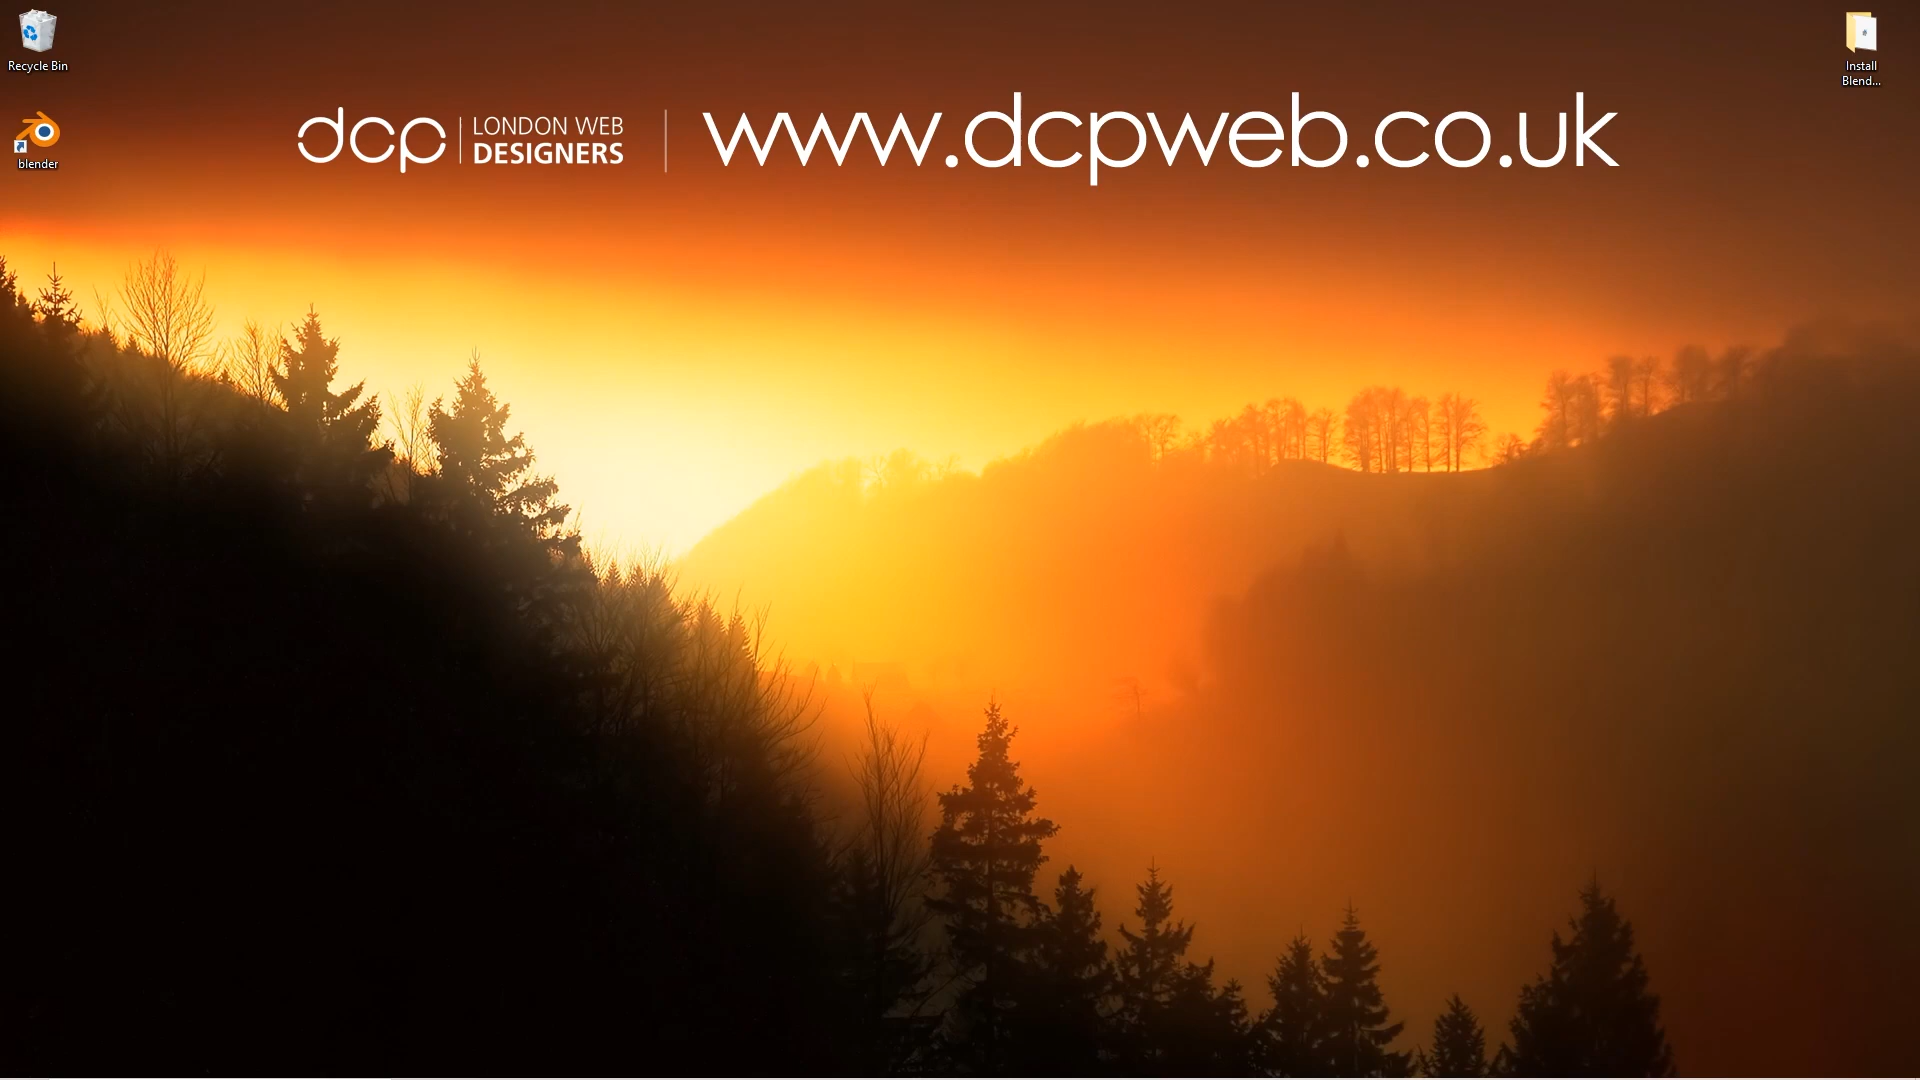 Recycle Bin
Install
Blend...
blender
dcp
LONDON WEB
DESIGNERS
www.dcpweb.co.uk